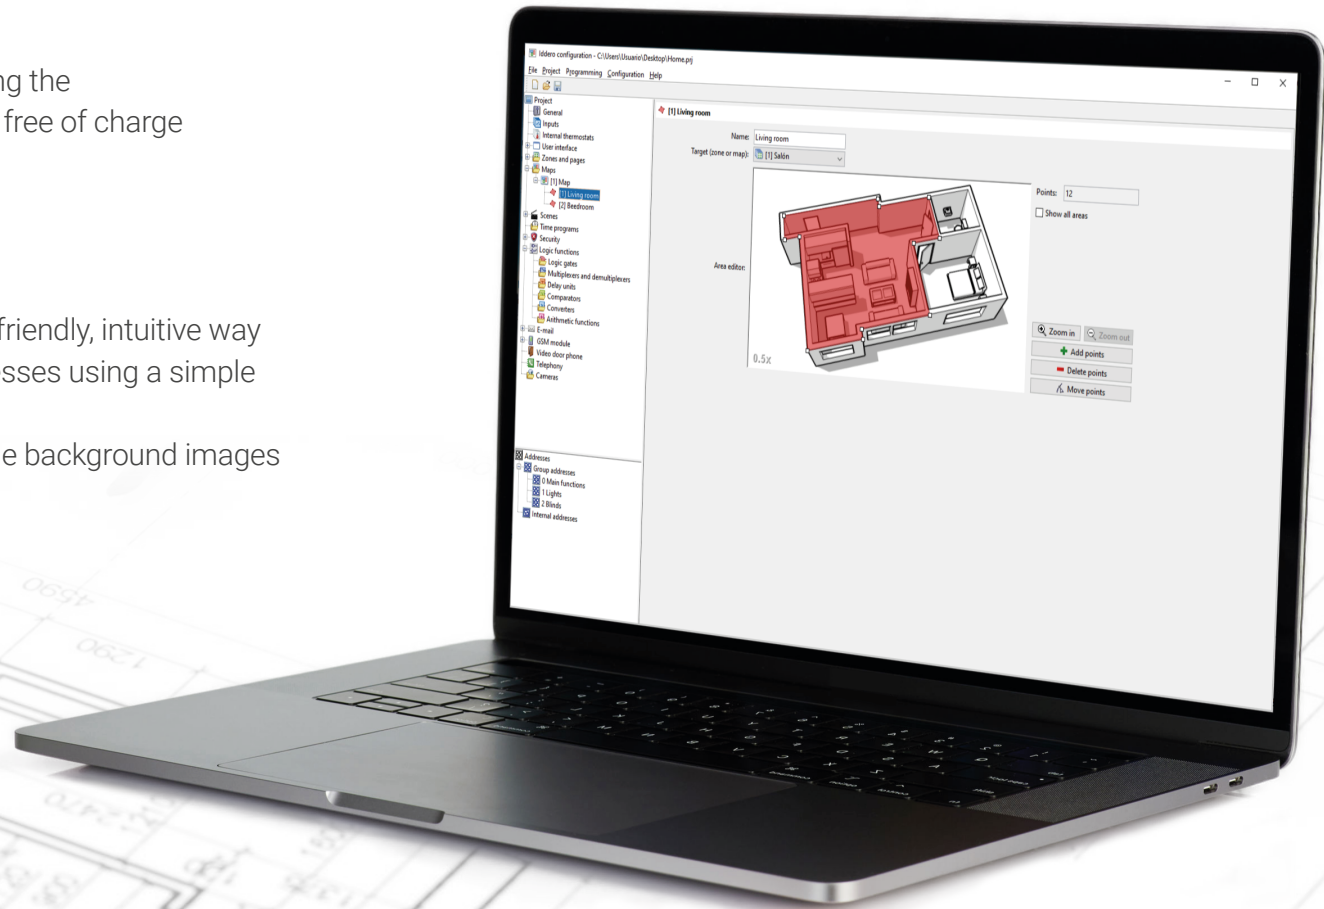 ng the
free of charge
friendly, intuitive way
esses using a simple
e background images
Iddero configuration - C:\Users\Usuario\Desktop\Home.prj
File Project Programming Configuration Help
Project
General
Inputs
Internal thermostats
User interface
Zones and pages
Maps
[1] Map
[1] Living room
[2] Beedroom
Scenes
Time programs
Security
Logic functions
Logic gates
Multiplexers and demultiplexers
Delay units
Comparators
Converters
Arithmetic functions
E-mail
GSM module
Video door phone
Telephony
Cameras
Addresses
Group addresses
0 Main functions
1 Lights
2 Blinds
Internal addresses
[1] Living room
Name: Living room
Target (zone or map): [1] Salón
Area editor:
0.5x
Points: 12
Show all areas
Zoom in Zoom out
Add points
Delete points
Move points
4590
1290
2470